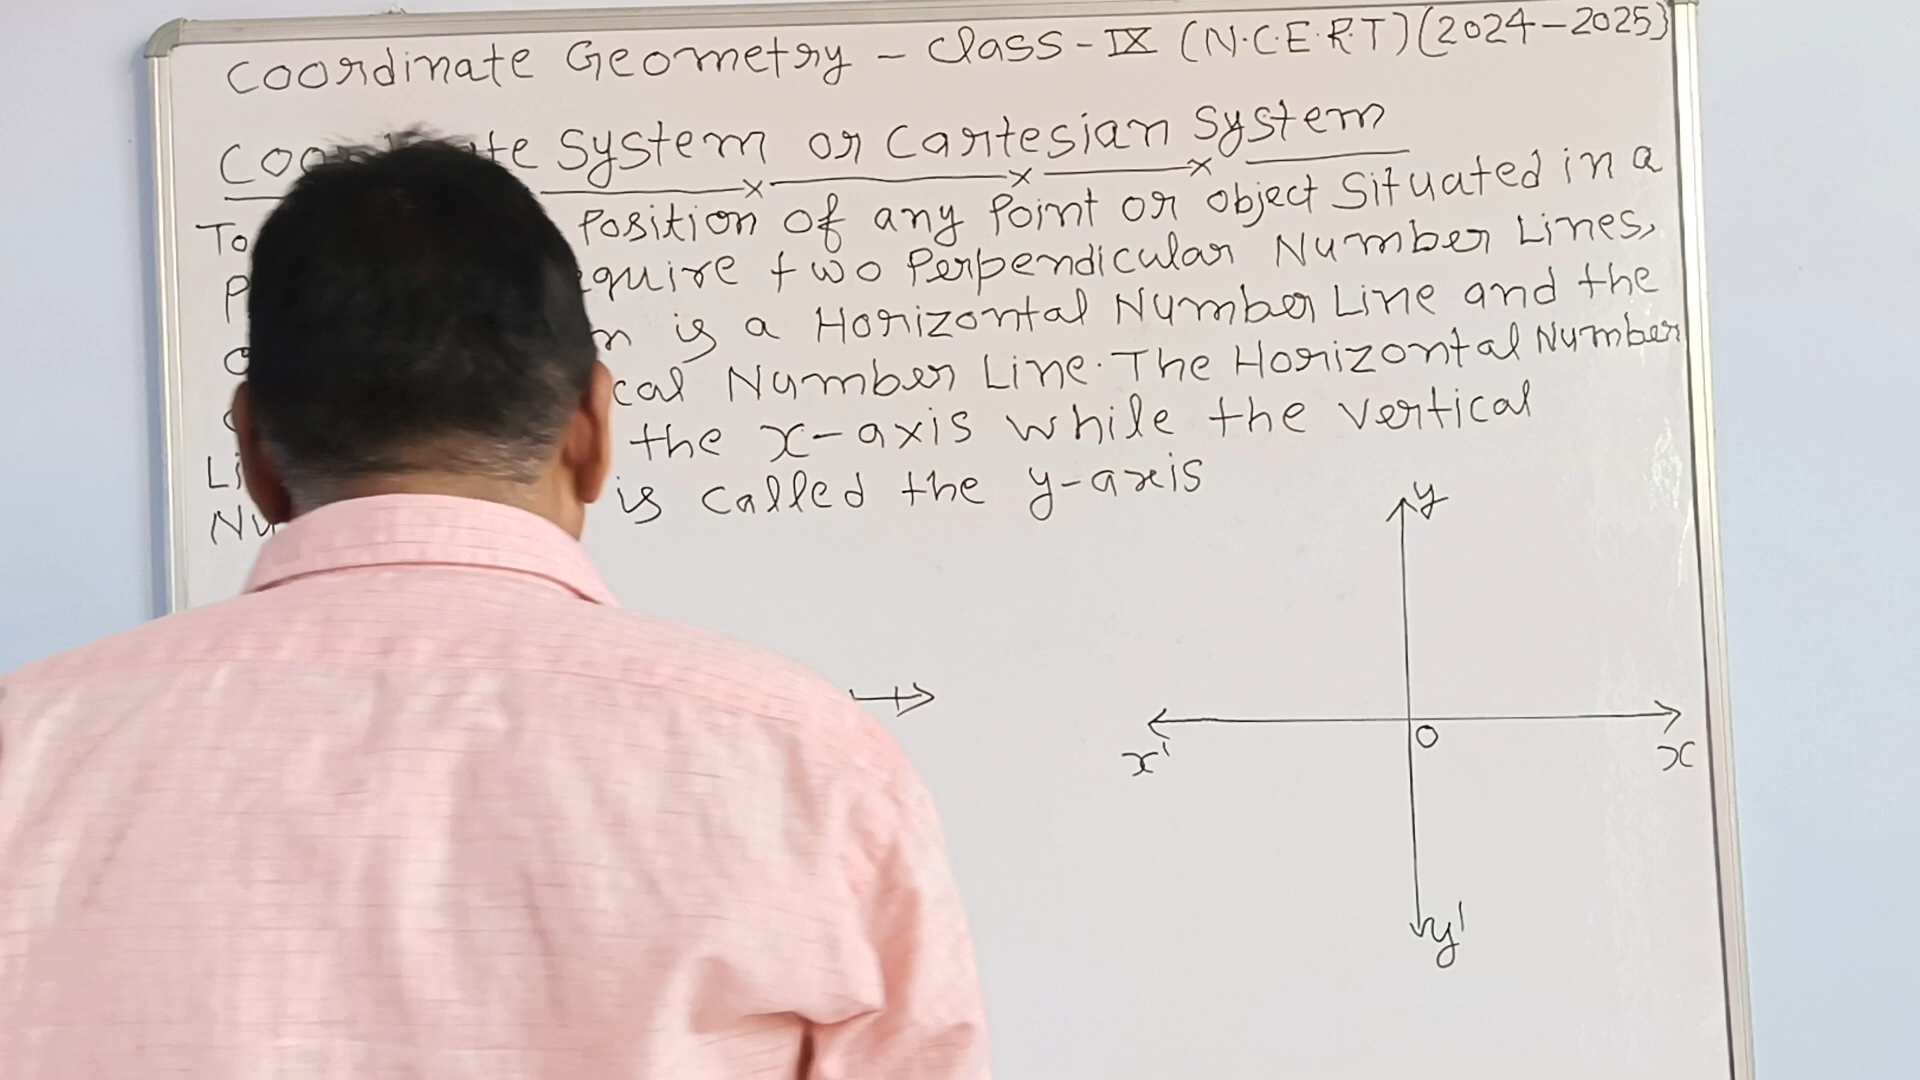 Coordinate Geometry - Class-IX (N.C.E.R.T) (2024-2025)
System or Cartesian System
To Position of any Point or object Situated in a
two Perpendicular Number Lines,
is a Horizontal Number Line and the
Number Line. The Horizontal Number
the x-axis while the vertical
is called the y-axis
y
O
x' x
y'